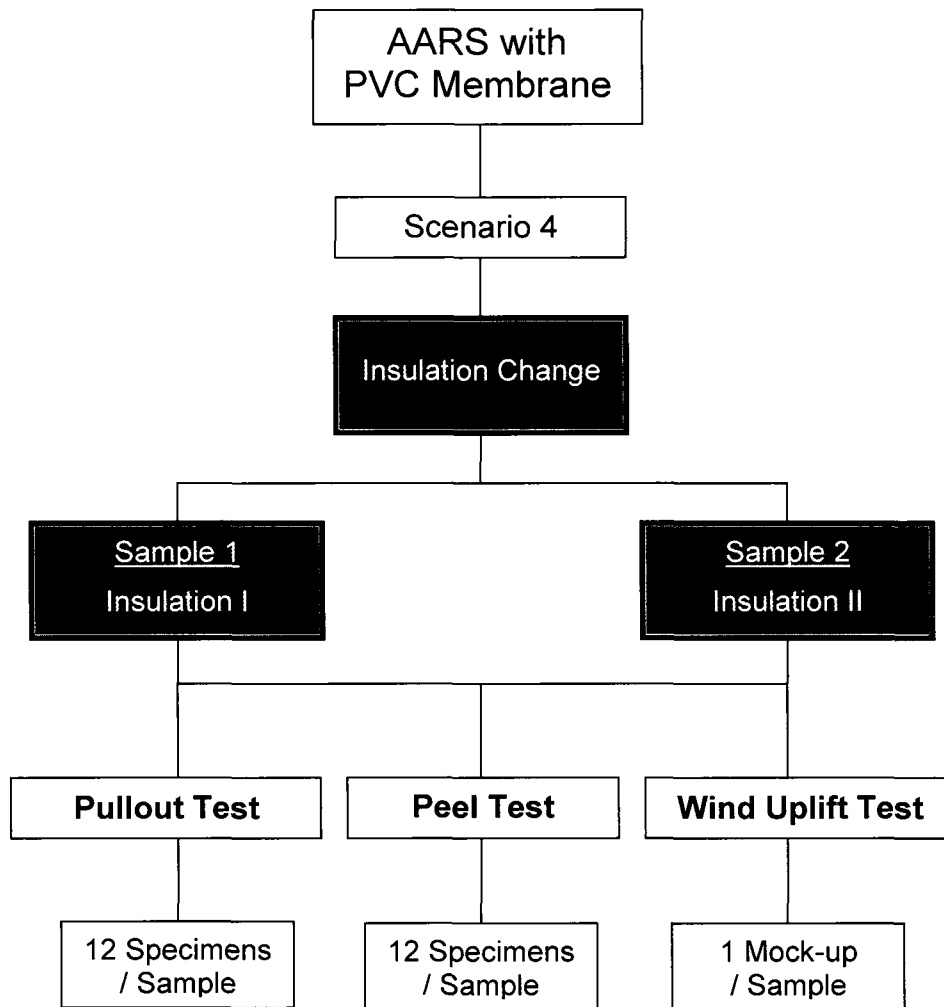 AARS with
PVC Membrane
Scenario 4
Insulation Change
Sample 1
Insulation I
Sample 2
Insulation II
Pullout Test
Peel Test
Wind Uplift Test
12 Specimens
/ Sample
12 Specimens
/ Sample
1 Mock-up
/ Sample